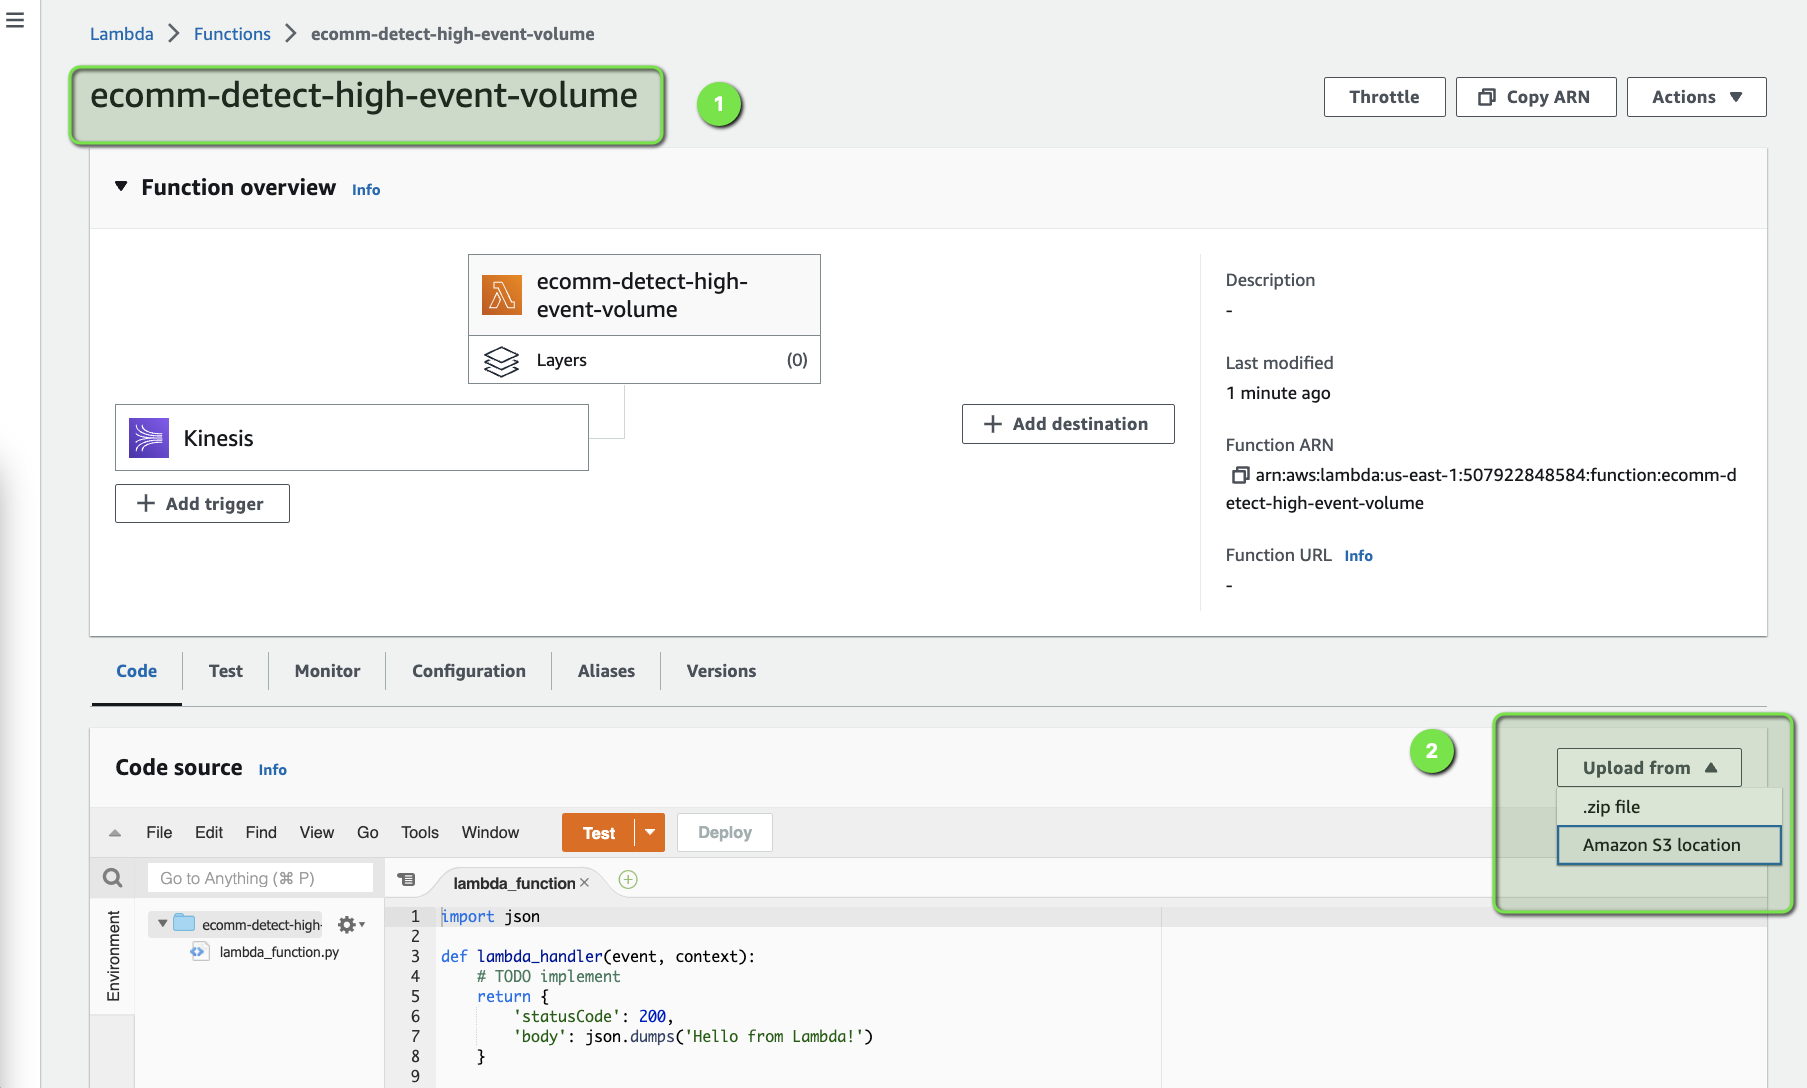 Lambda > Functions > ecomm-detect-high-event-volume
ecomm-detect-high-event-volume
1
Throttle
Copy ARN
Actions
Function overview Info
ecomm-detect-high-
event-volume
Layers (0)
Kinesis
+ Add trigger
+ Add destination
Description
-
Last modified
1 minute ago
Function ARN
arn:aws:lambda:us-east-1:507922848584:function:ecomm-d
etect-high-event-volume
Function URL Info
-
Code Test Monitor Configuration Aliases Versions
Code source Info
2
Upload from
.zip file
Amazon S3 location
File Edit Find View Go Tools Window Test Deploy
Go to Anything (⌘ P)
Environment
ecomm-detect-high-
lambda_function.py
lambda_function ×
1 import json
2
3 def lambda_handler(event, context):
4 # TODO implement
5 return {
6 'statusCode': 200,
7 'body': json.dumps('Hello from Lambda!')
8 }
9